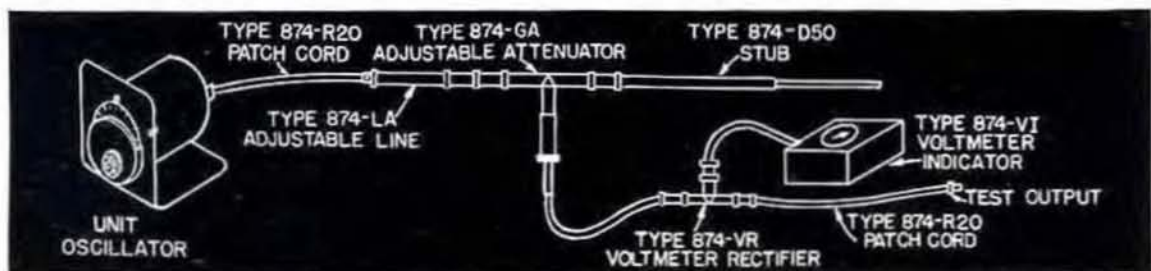 TYPE 874-R20
PATCH CORD
TYPE 874-GA
ADJUSTABLE ATTENUATOR
TYPE 874-D50
STUB
TYPE 874-LA
ADJUSTABLE LINE
TYPE 874-VI
VOLTMETER
INDICATOR
TEST OUTPUT
UNIT
OSCILLATOR
TYPE 874-VR
VOLTMETER RECTIFIER
TYPE 874-R20
PATCH CORD